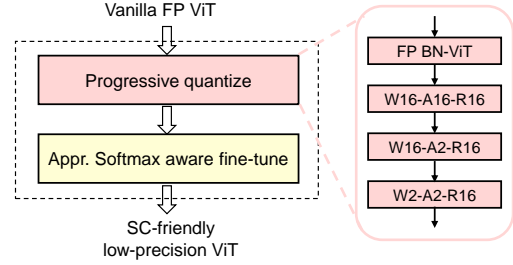 Vanilla FP ViT
Progressive quantize
Appr. Softmax aware fine-tune
SC-friendly
low-precision ViT
FP BN-ViT
W16-A16-R16
W16-A2-R16
W2-A2-R16